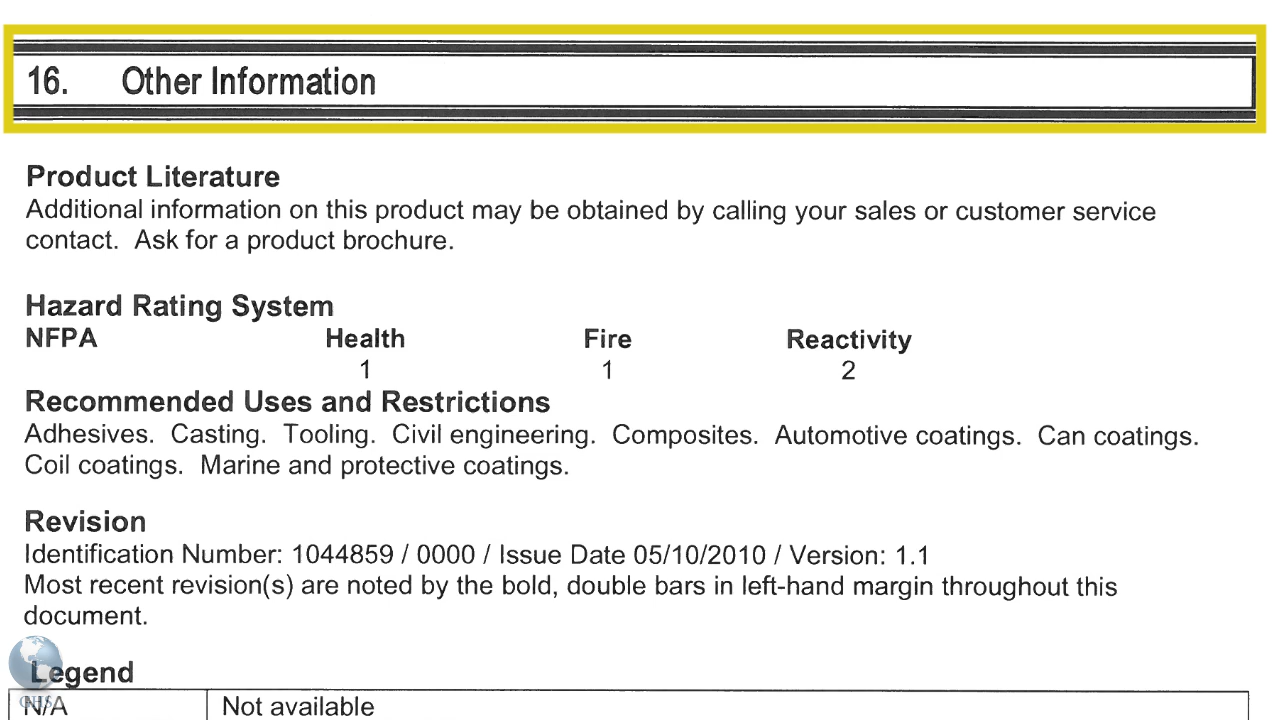 16. Other Information
Product Literature
Additional information on this product may be obtained by calling your sales or customer service
contact. Ask for a product brochure.
Hazard Rating System
NFPA Health Fire Reactivity
1 1 2
Recommended Uses and Restrictions
Adhesives. Casting. Tooling. Civil engineering. Composites. Automotive coatings. Can coatings.
Coil coatings. Marine and protective coatings.
Revision
Identification Number: 1044859 / 0000 / Issue Date 05/10/2010 / Version: 1.1
Most recent revision(s) are noted by the bold, double bars in left-hand margin throughout this
document.
Legend
GHS
N/A Not available